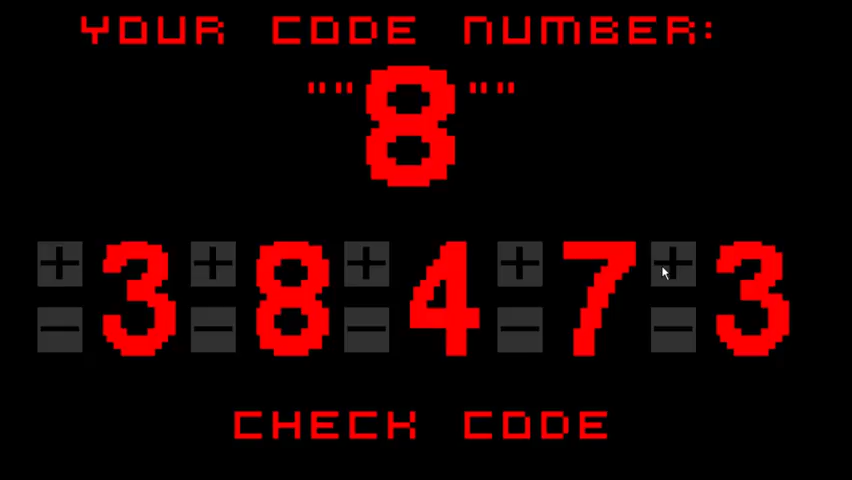 YOUR CODE NUMBER:
""8""
+ 3 + 8 + 4 + 7 + 3
- - - - -
CHECK CODE